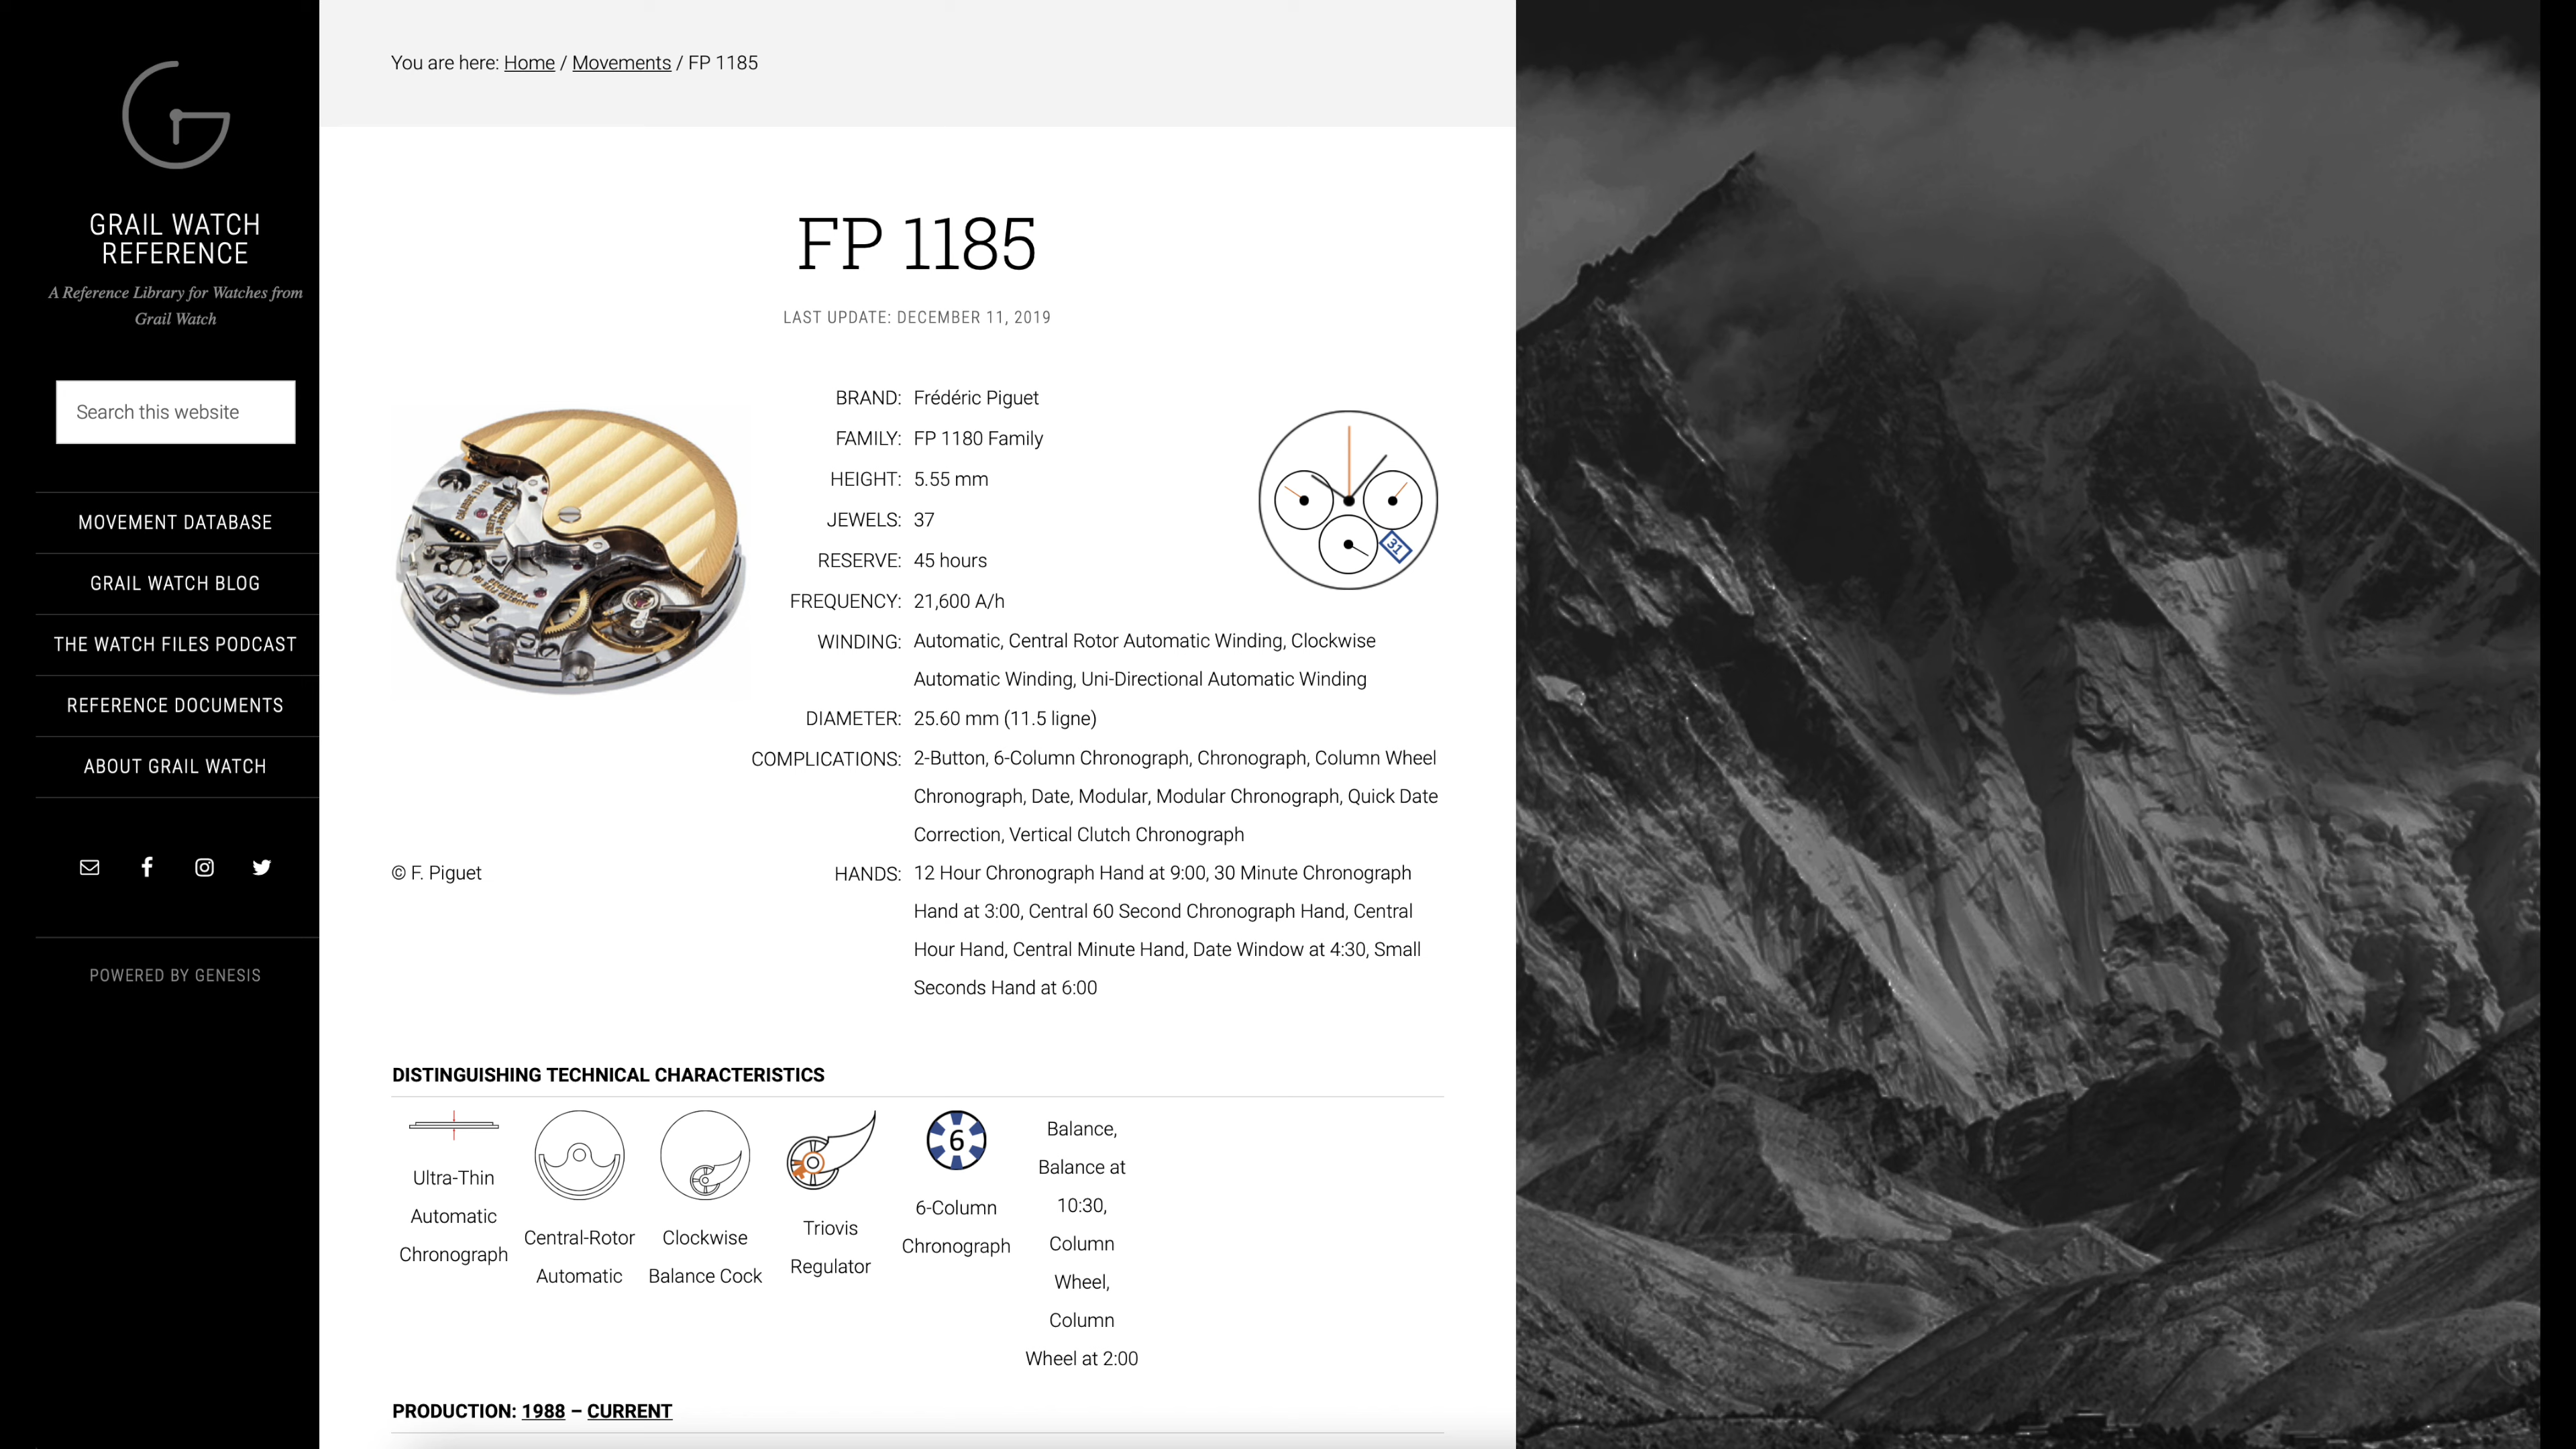 GRAIL WATCH
REFERENCE
A Reference Library for Watches from
Grail Watch
Search this website
MOVEMENT DATABASE
GRAIL WATCH BLOG
THE WATCH FILES PODCAST
REFERENCE DOCUMENTS
ABOUT GRAIL WATCH
POWERED BY GENESIS
You are here: Home / Movements / FP 1185
FP 1185
LAST UPDATE: DECEMBER 11, 2019
BRAND: Frédéric Piguet
FAMILY: FP 1180 Family
HEIGHT: 5.55 mm
JEWELS: 37
RESERVE: 45 hours
FREQUENCY: 21,600 A/h
WINDING: Automatic, Central Rotor Automatic Winding, Clockwise
Automatic Winding, Uni-Directional Automatic Winding
DIAMETER: 25.60 mm (11.5 ligne)
COMPLICATIONS: 2-Button, 6-Column Chronograph, Chronograph, Column Wheel
Chronograph, Date, Modular, Modular Chronograph, Quick Date
Correction, Vertical Clutch Chronograph
© F. Piguet
HANDS: 12 Hour Chronograph Hand at 9:00, 30 Minute Chronograph
Hand at 3:00, Central 60 Second Chronograph Hand, Central
Hour Hand, Central Minute Hand, Date Window at 4:30, Small
Seconds Hand at 6:00
31
DISTINGUISHING TECHNICAL CHARACTERISTICS
Ultra-Thin
Automatic
Chronograph
Central-Rotor
Automatic
Clockwise
Balance Cock
Triovis
Regulator
6
6-Column
Chronograph
Balance,
Balance at
10:30,
Column
Wheel,
Column
Wheel at 2:00
PRODUCTION: 1988 – CURRENT